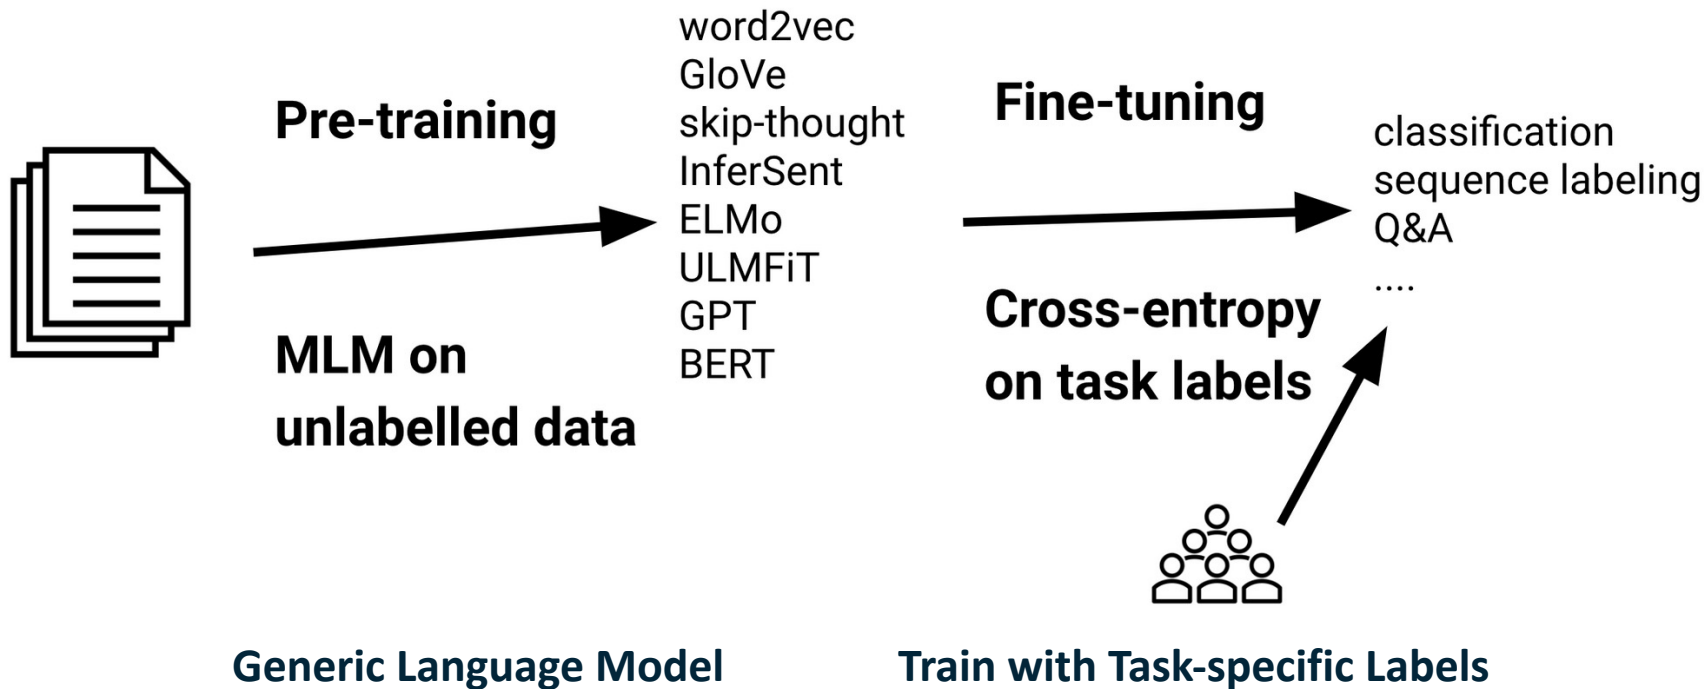 Pre-training
MLM on
unlabelled data
word2vec
GloVe
skip-thought
InferSent
ELMo
ULMFiT
GPT
BERT
Fine-tuning
Cross-entropy
on task labels
classification
sequence labeling
Q&A
....
Generic Language Model
Train with Task-specific Labels